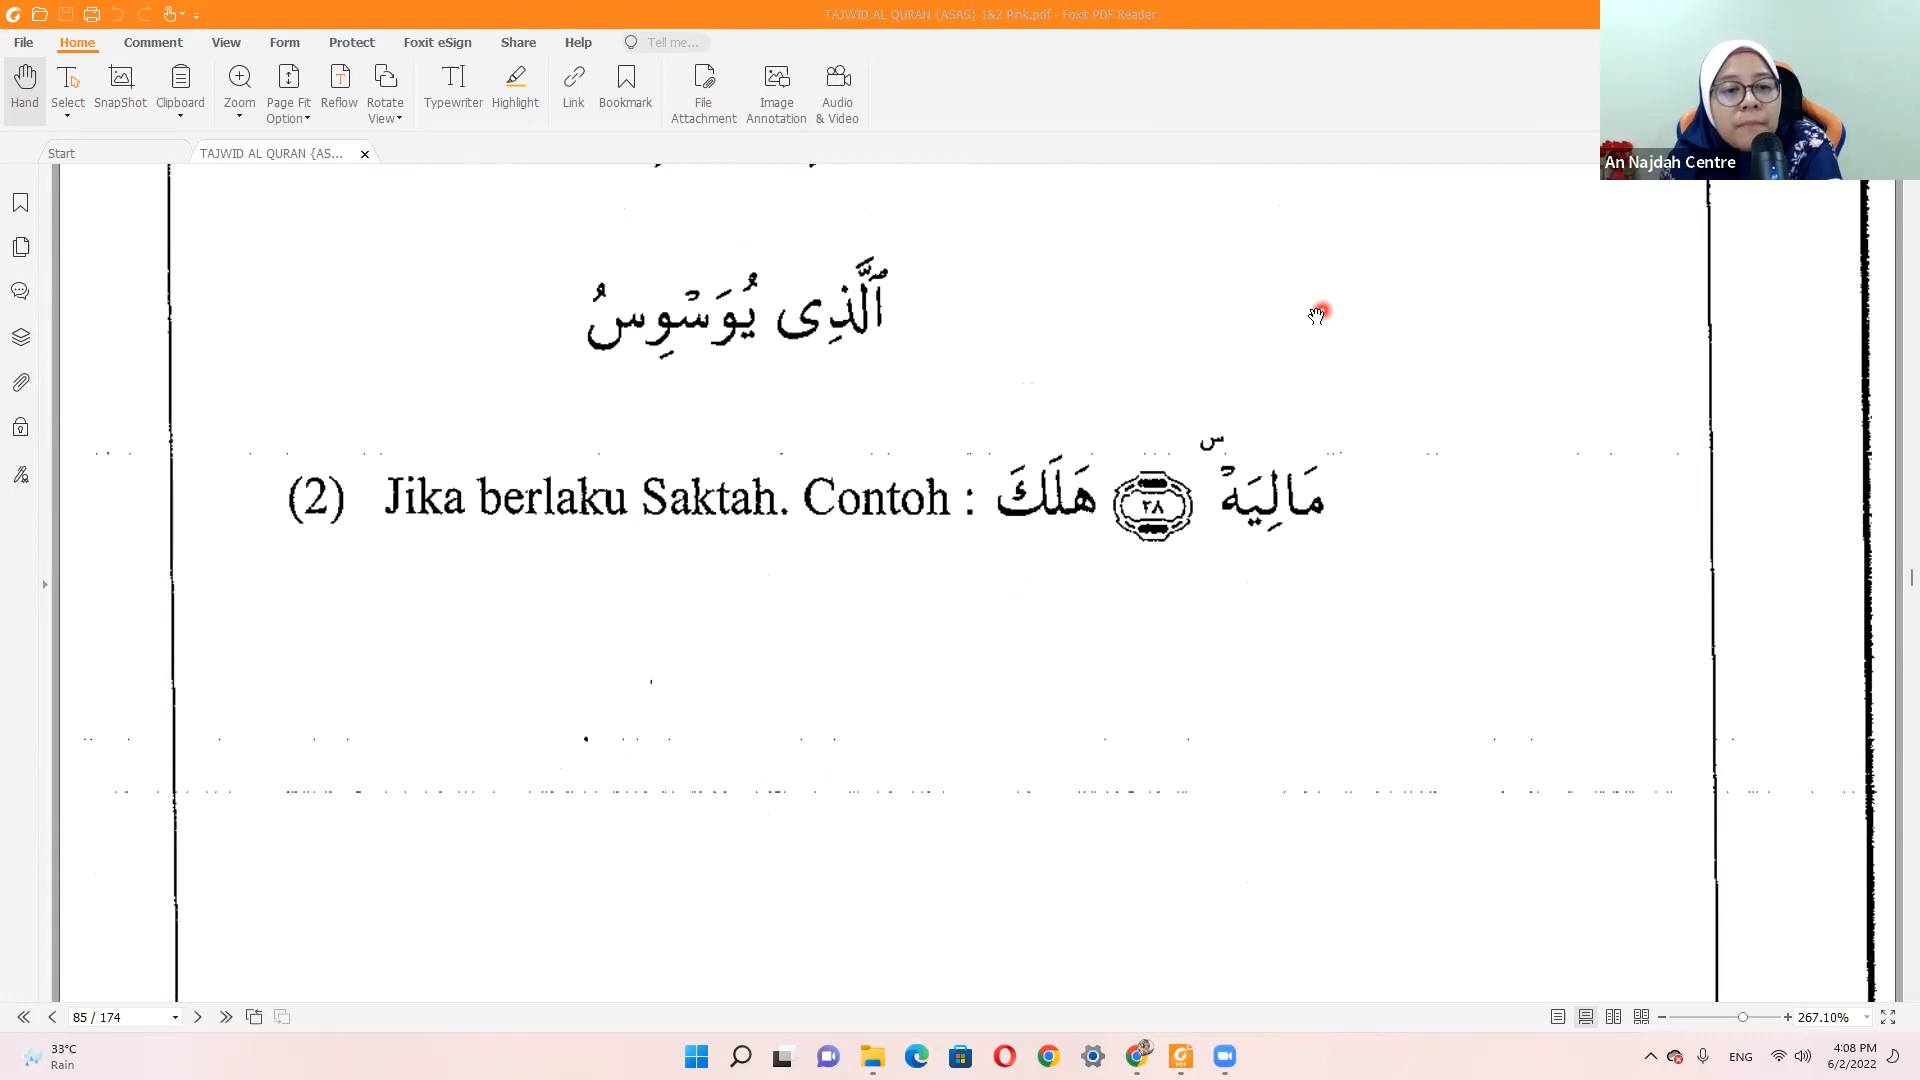 TAJWID AL QURAN {ASAS} 1&2 Pink.pdf - Foxit PDF Reader
File Home Comment View Form Protect Foxit eSign Share Help Tell me...
Hand Select SnapShot Clipboard Zoom Page Fit Option Reflow Rotate View Typewriter Highlight Link Bookmark File Attachment Image Annotation Audio & Video
Start TAJWID AL QURAN {AS...
An Najdah Centre
ٱلَّذِى يُوَسْوِسُ
(2) Jika berlaku Saktah. Contoh : مَالِيَهْ ۜ ٢٨ هَلَكَ
85 / 174 267.10%
33°C
Rain
ENG
4:08 PM
6/2/2022